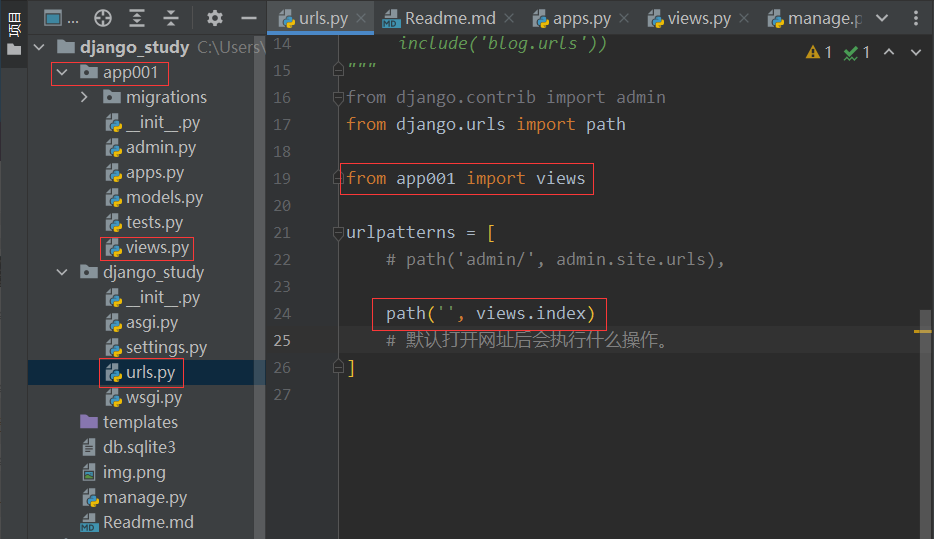 项目
...
urls.py
Readme.md
apps.py
views.py
manage.p
django_study C:\Users\
app001
migrations
__init__.py
admin.py
apps.py
models.py
tests.py
views.py
django_study
__init__.py
asgi.py
settings.py
urls.py
wsgi.py
templates
db.sqlite3
img.png
manage.py
Readme.md
1 1
14 include('blog.urls'))
15 """
16 from django.contrib import admin
17 from django.urls import path
18
19 from app001 import views
20
21 urlpatterns = [
22 # path('admin/', admin.site.urls),
23
24 path('', views.index)
25 # 默认打开网址后会执行什么操作。
26 ]
27